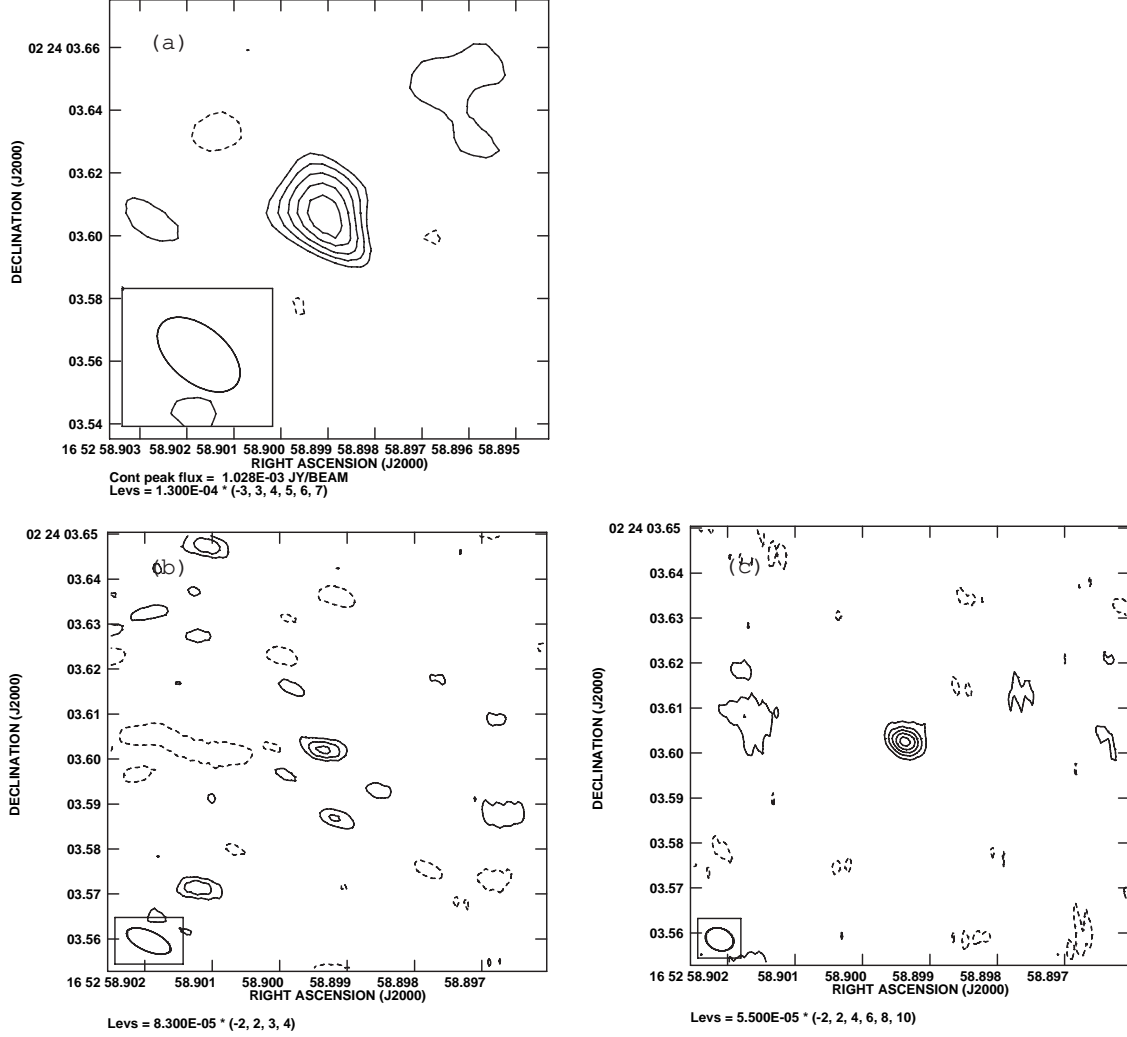 (a)
02 24 03.66
03.64
03.62
03.60
03.58
03.56
03.54
DECLINATION (J2000)
16 52 58.903 58.902 58.901 58.900 58.899 58.898 58.897 58.896 58.895
RIGHT ASCENSION (J2000)
Cont peak flux = 1.028E-03 JY/BEAM
Levs = 1.300E-04 * (-3, 3, 4, 5, 6, 7)
(b)
02 24 03.65
03.64
03.63
03.62
03.61
03.60
03.59
03.58
03.57
03.56
DECLINATION (J2000)
16 52 58.902 58.901 58.900 58.899 58.898 58.897
RIGHT ASCENSION (J2000)
Levs = 8.300E-05 * (-2, 2, 3, 4)
(c)
02 24 03.65
03.64
03.63
03.62
03.61
03.60
03.59
03.58
03.57
03.56
DECLINATION (J2000)
16 52 58.902 58.901 58.900 58.899 58.898 58.897
RIGHT ASCENSION (J2000)
Levs = 5.500E-05 * (-2, 2, 4, 6, 8, 10)